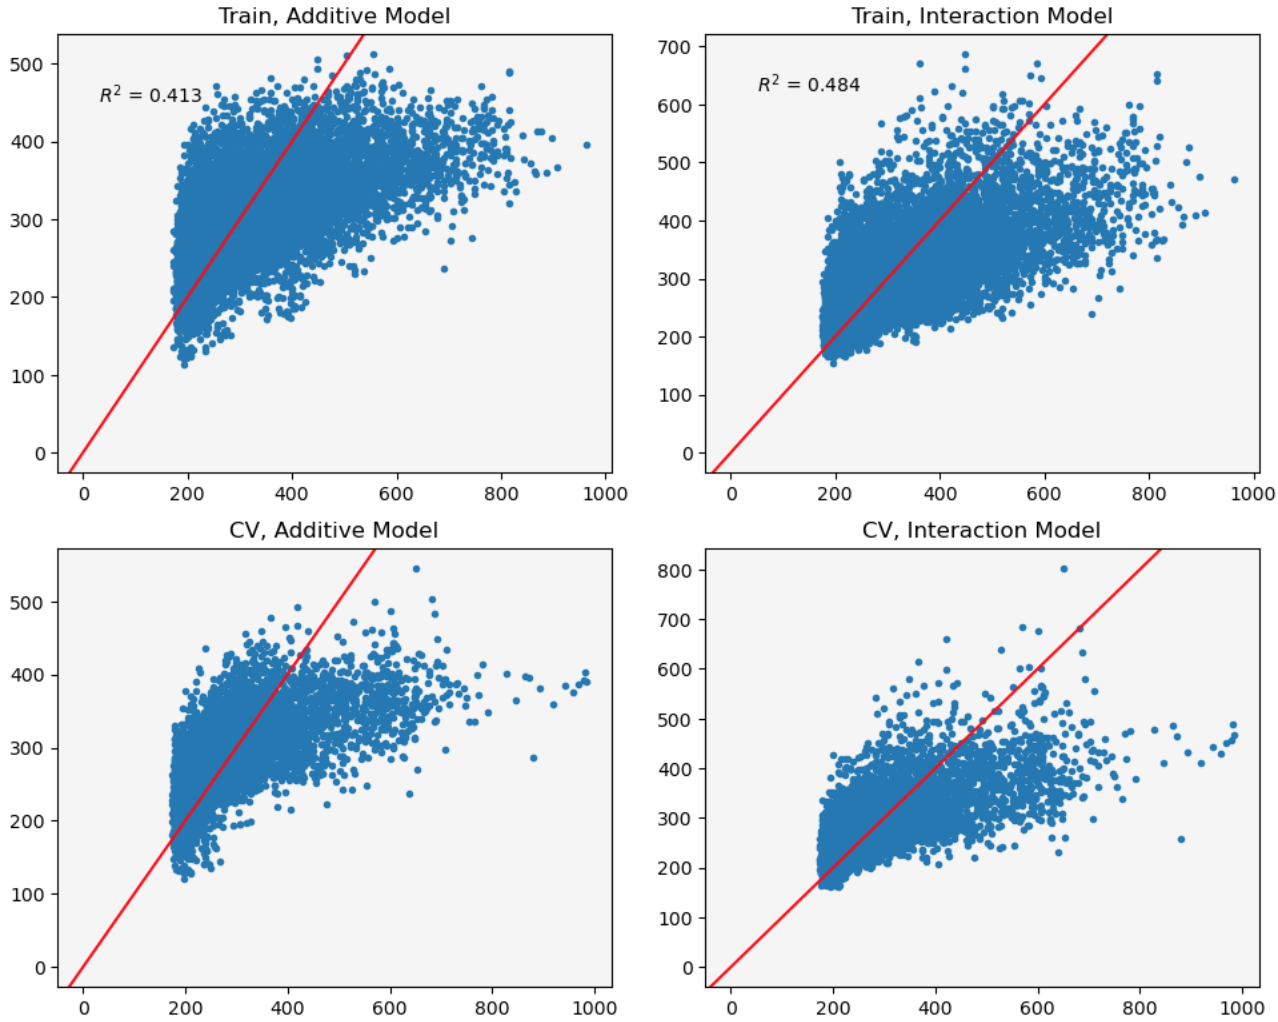 Train, Additive Model
R² = 0.413
500
400
300
200
100
0
0 200 400 600 800 1000
Train, Interaction Model
R² = 0.484
700
600
500
400
300
200
100
0
0 200 400 600 800 1000
CV, Additive Model
500
400
300
200
100
0
0 200 400 600 800 1000
CV, Interaction Model
800
700
600
500
400
300
200
100
0
0 200 400 600 800 1000